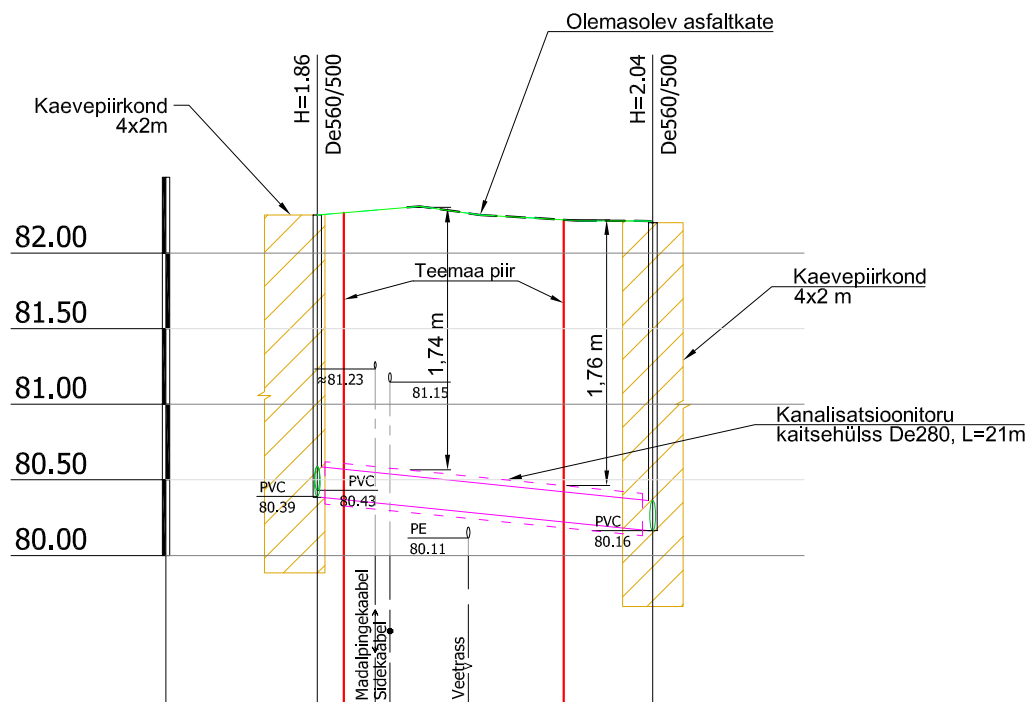 Olemasolev asfaltkate
H=1.86
De560/500
H=2.04
De560/500
Kaevepiirkond
4x2m
82.00
Teemaa piir
Kaevepiirkond
4x2 m
81.50
1,74 m
1,76 m
≈81.23
81.15
81.00
Kanalisatsioonitoru
kaitsehülss De280, L=21m
80.50
PVC
80.39
PVC
80.43
PVC
80.16
PE
80.11
80.00
Madalpingekaabel
Sidekaabel
Veetrass